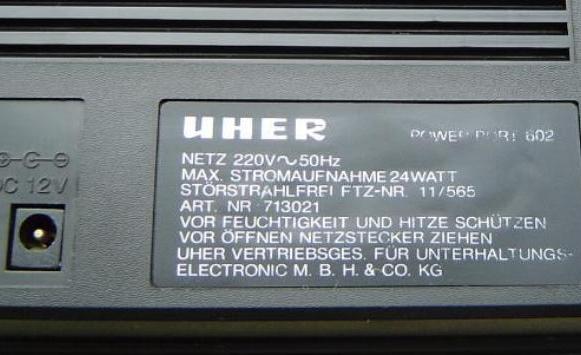 UHER POWER PORT 602
NETZ 220V~50Hz
MAX. STROMAUFNAHME 24WATT
STÖRSTRAHLFREI FTZ-NR. 11/565
ART. NR 713021
VOR FEUCHTIGKEIT UND HITZE SCHÜTZEN
VOR ÖFFNEN NETZSTECKER ZIEHEN
UHER VERTRIEBSGES. FÜR UNTERHALTUNGS-
ELECTRONIC M. B. H. & CO. KG
DC 12V